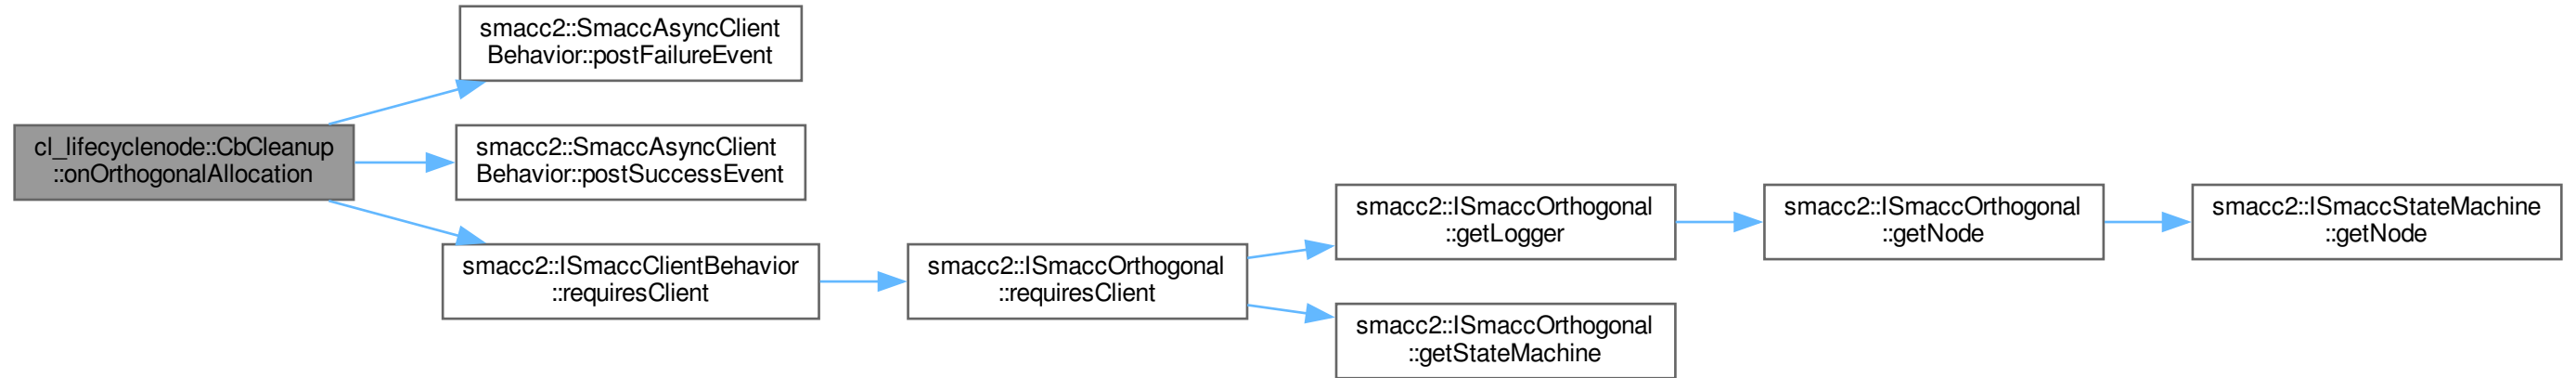 smacc2::SmaccAsyncClient
Behavior::postFailureEvent
cl_lifecyclenode::CbCleanup
::onOrthogonalAllocation
smacc2::SmaccAsyncClient
Behavior::postSuccessEvent
smacc2::ISmaccClientBehavior
::requiresClient
smacc2::ISmaccOrthogonal
::requiresClient
smacc2::ISmaccOrthogonal
::getLogger
smacc2::ISmaccOrthogonal
::getNode
smacc2::ISmaccStateMachine
::getNode
smacc2::ISmaccOrthogonal
::getStateMachine